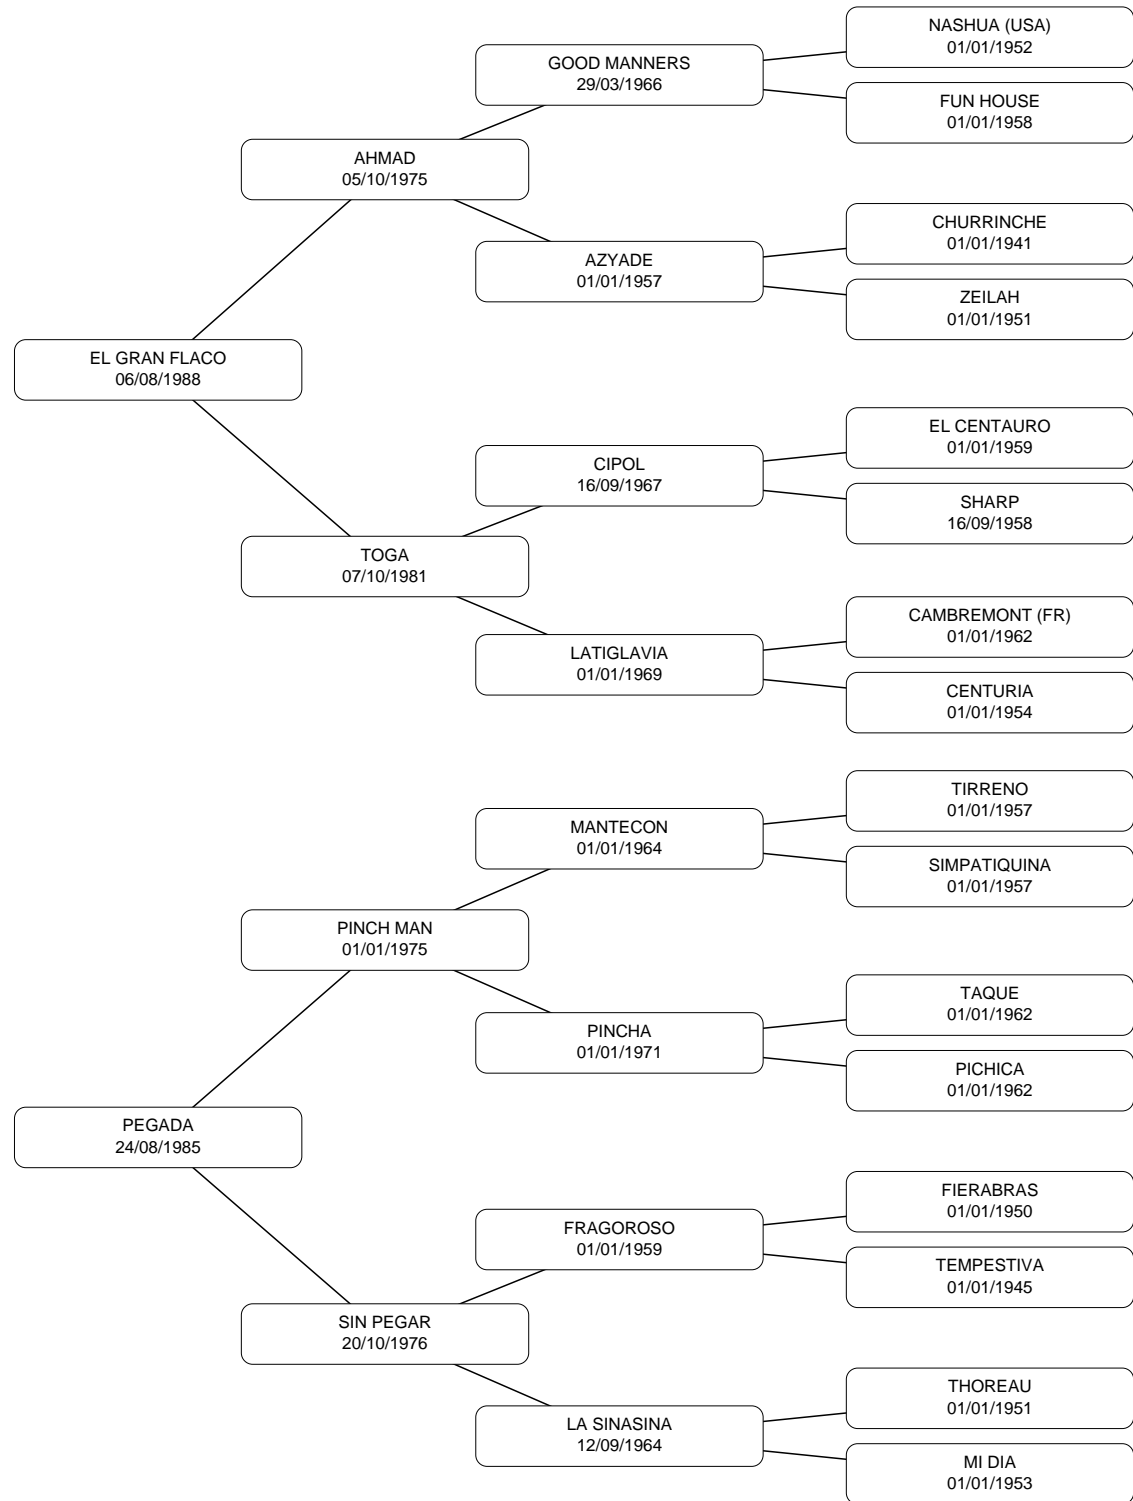 NASHUA (USA)
01/01/1952
GOOD MANNERS
29/03/1966
FUN HOUSE
01/01/1958
AHMAD
05/10/1975
CHURRINCHE
01/01/1941
AZYADE
01/01/1957
ZEILAH
01/01/1951
EL GRAN FLACO
06/08/1988
EL CENTAURO
01/01/1959
CIPOL
16/09/1967
SHARP
16/09/1958
TOGA
07/10/1981
CAMBREMONT (FR)
01/01/1962
LATIGLAVIA
01/01/1969
CENTURIA
01/01/1954
TIRRENO
01/01/1957
MANTECON
01/01/1964
SIMPATIQUINA
01/01/1957
PINCH MAN
01/01/1975
TAQUE
01/01/1962
PINCHA
01/01/1971
PICHICA
01/01/1962
PEGADA
24/08/1985
FIERABRAS
01/01/1950
FRAGOROSO
01/01/1959
TEMPESTIVA
01/01/1945
SIN PEGAR
20/10/1976
THOREAU
01/01/1951
LA SINASINA
12/09/1964
MI DIA
01/01/1953